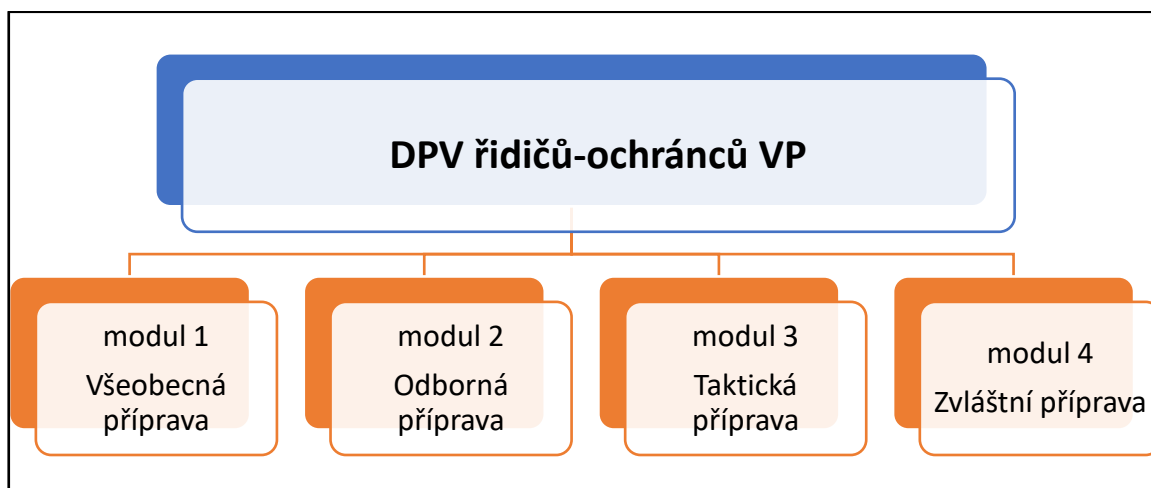 DPV řidičů-ochránců VP
modul 1
Všeobecná
příprava
modul 2
Odborná
příprava
modul 3
Taktická
příprava
modul 4
Zvláštní příprava